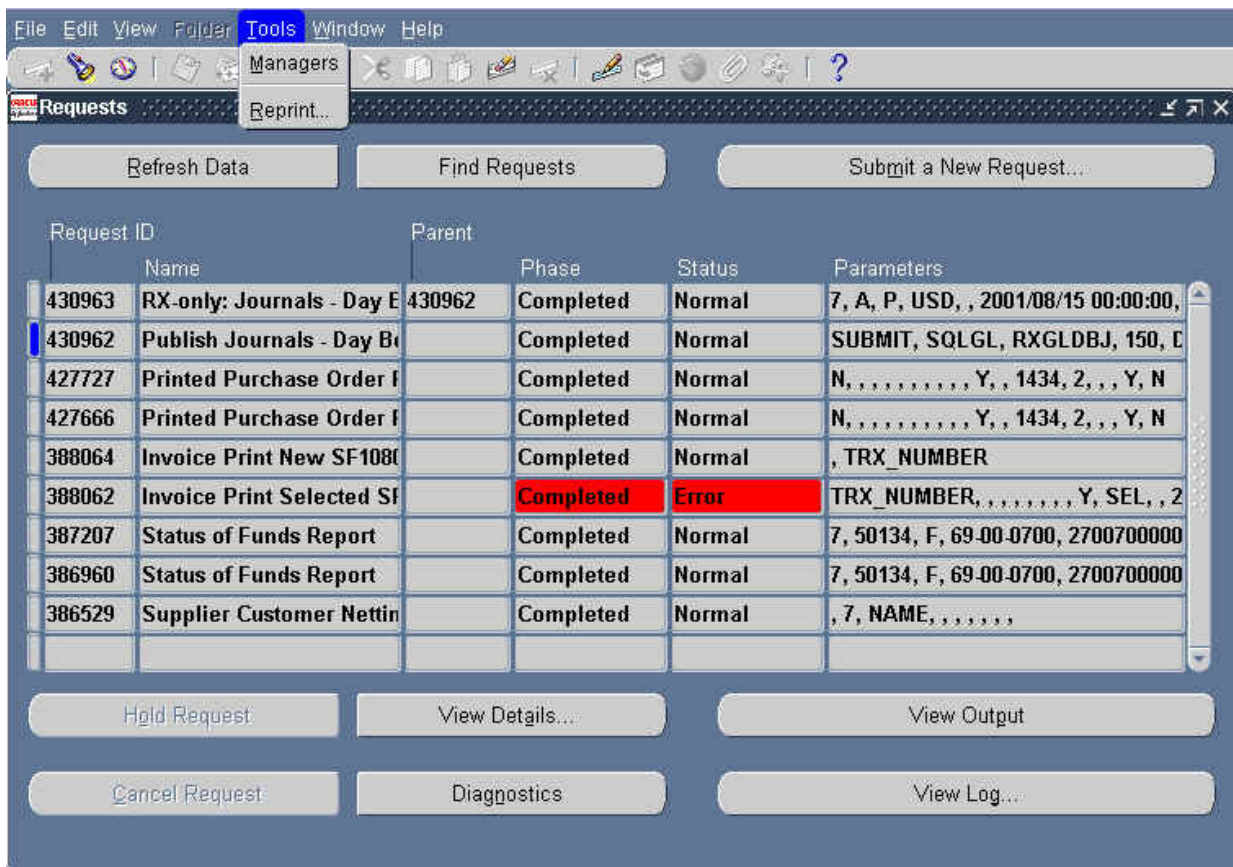 File Edit View Folder Tools Window Help
Managers
Reprint...
?
ORACLE
Requests
Refresh Data Find Requests Submit a New Request...
Request ID Parent
Name Phase Status Parameters
430963 RX-only: Journals - Day E 430962 Completed Normal 7, A, P, USD, , 2001/08/15 00:00:00,
430962 Publish Journals - Day Bo Completed Normal SUBMIT, SQLGL, RXGLDBJ, 150, D
427727 Printed Purchase Order R Completed Normal N, , , , , , , , , , Y, , 1434, 2, , , Y, N
427666 Printed Purchase Order R Completed Normal N, , , , , , , , , , Y, , 1434, 2, , , Y, N
388064 Invoice Print New SF1080 Completed Normal , TRX_NUMBER
388062 Invoice Print Selected SF Completed Error TRX_NUMBER, , , , , , , , Y, SEL, , 2
387207 Status of Funds Report Completed Normal 7, 50134, F, 69-00-0700, 2700700000
386960 Status of Funds Report Completed Normal 7, 50134, F, 69-00-0700, 2700700000
386529 Supplier Customer Nettin Completed Normal , 7, NAME, , , , , , ,
Hold Request View Details... View Output
Cancel Request Diagnostics View Log...